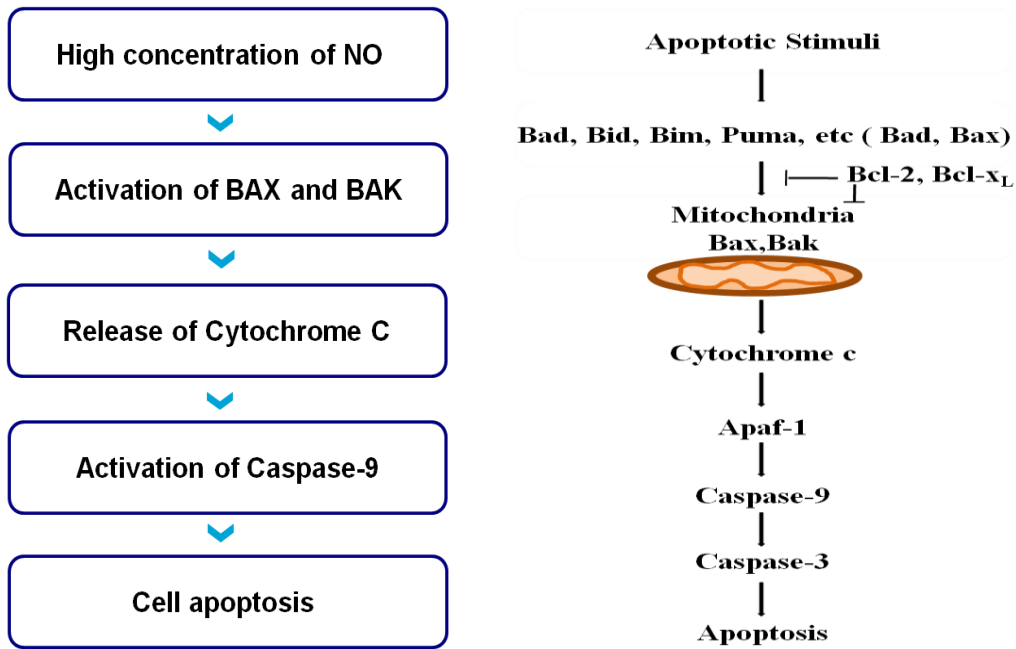 High concentration of NO
Activation of BAX and BAK
Release of Cytochrome C
Activation of Caspase-9
Cell apoptosis
Apoptotic Stimuli
Bad, Bid, Bim, Puma, etc ( Bad, Bax)
Bcl-2, Bcl-xL
Mitochondria
Bax,Bak
Cytochrome c
Apaf-1
Caspase-9
Caspase-3
Apoptosis